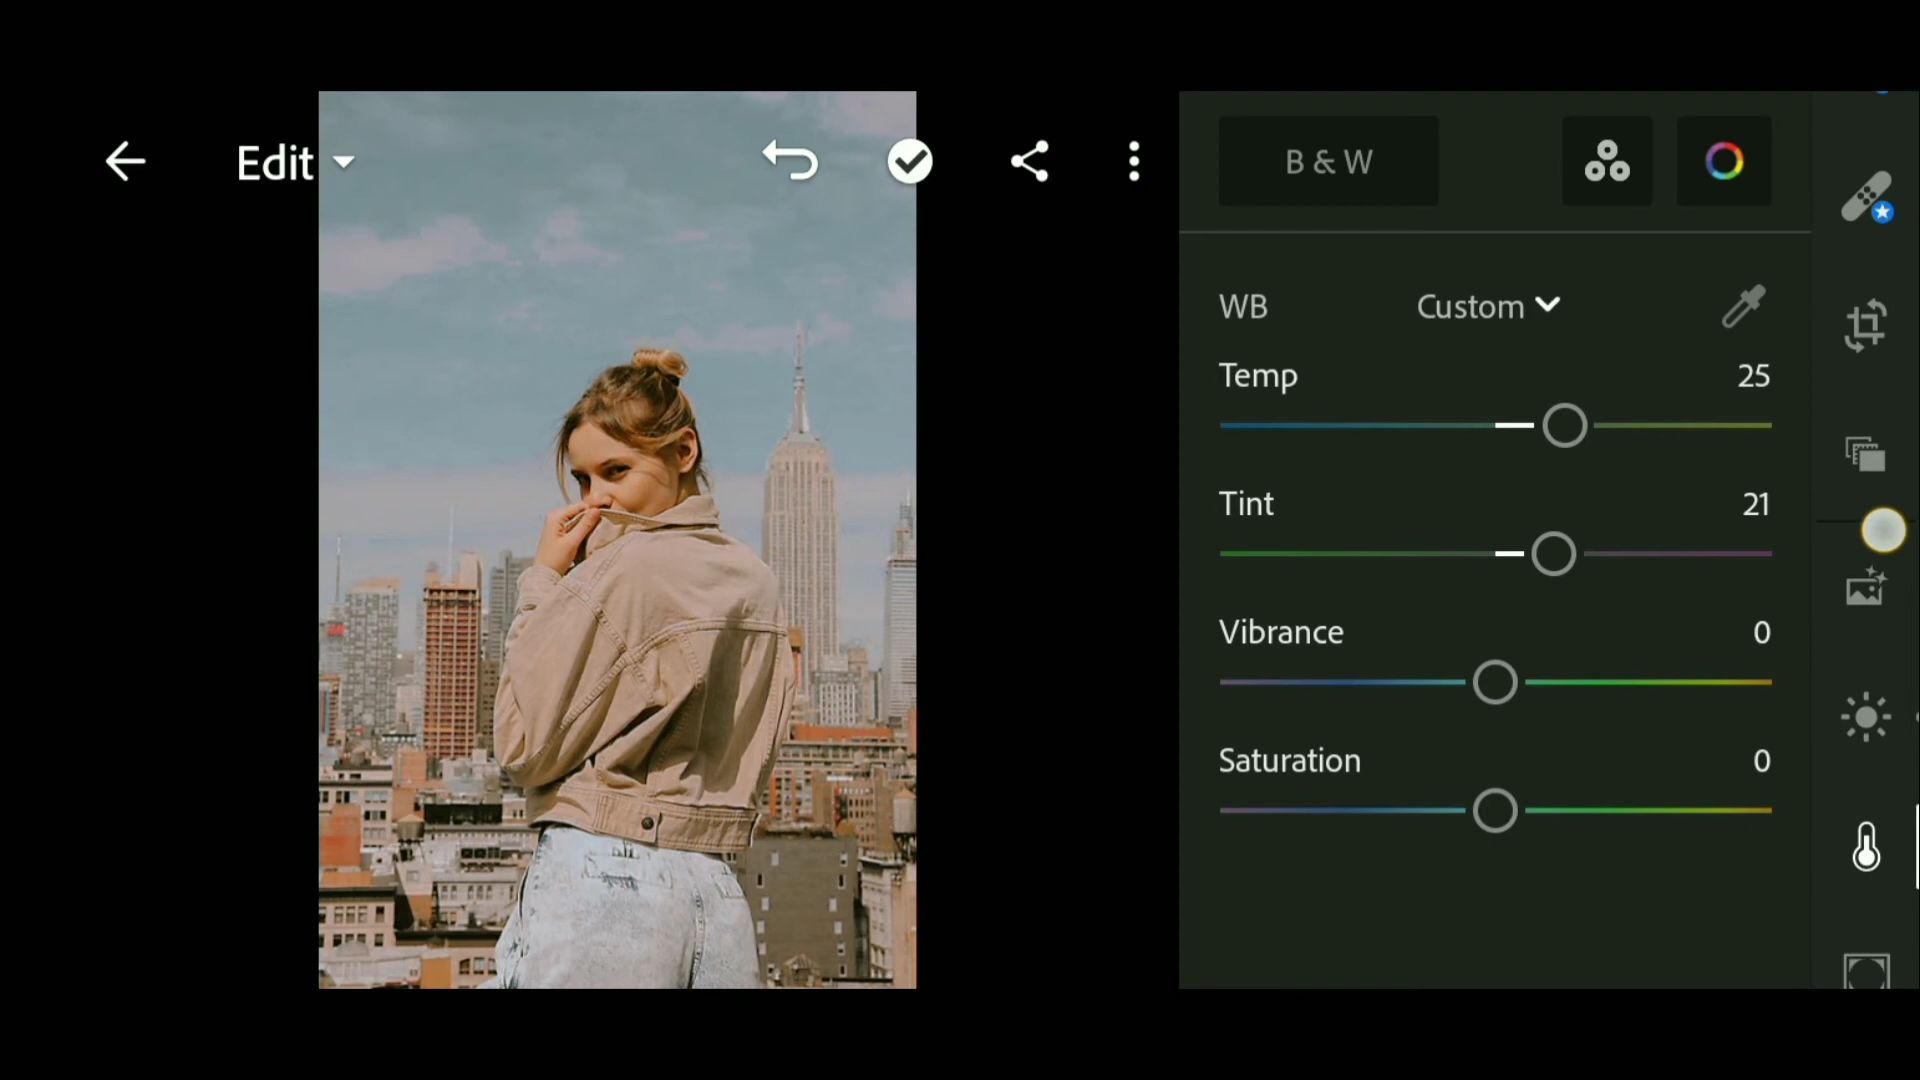 Edit
B & W
WB Custom
Temp 25
Tint 21
Vibrance 0
Saturation 0